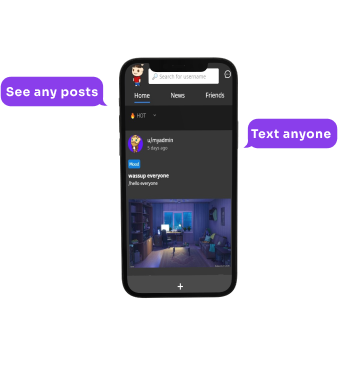 See any posts
Search for username
Home News Friends
HOT
u/myadmin
5 days ago
Mood
wassup everyone
/hello everyone
+
Text anyone